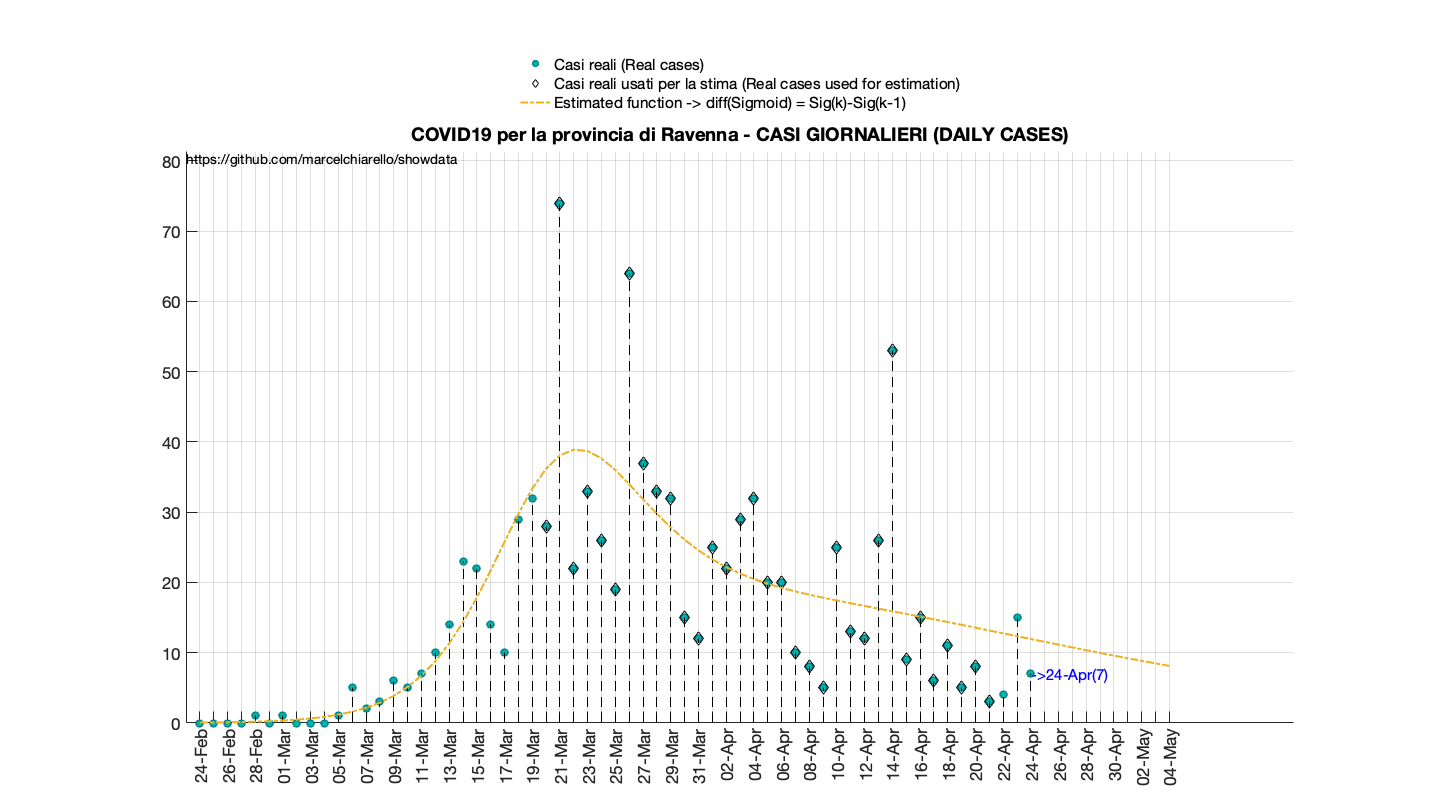 Casi reali (Real cases)
Casi reali usati per la stima (Real cases used for estimation)
Estimated function -> diff(Sigmoid) = Sig(k)-Sig(k-1)
COVID19 per la provincia di Ravenna - CASI GIORNALIERI (DAILY CASES)
https://github.com/marcelchiarello/showdata
80
70
60
50
40
30
20
10
0
->24-Apr(7)
24-Feb
26-Feb
28-Feb
01-Mar
03-Mar
05-Mar
07-Mar
09-Mar
11-Mar
13-Mar
15-Mar
17-Mar
19-Mar
21-Mar
23-Mar
25-Mar
27-Mar
29-Mar
31-Mar
02-Apr
04-Apr
06-Apr
08-Apr
10-Apr
12-Apr
14-Apr
16-Apr
18-Apr
20-Apr
22-Apr
24-Apr
26-Apr
28-Apr
30-Apr
02-May
04-May